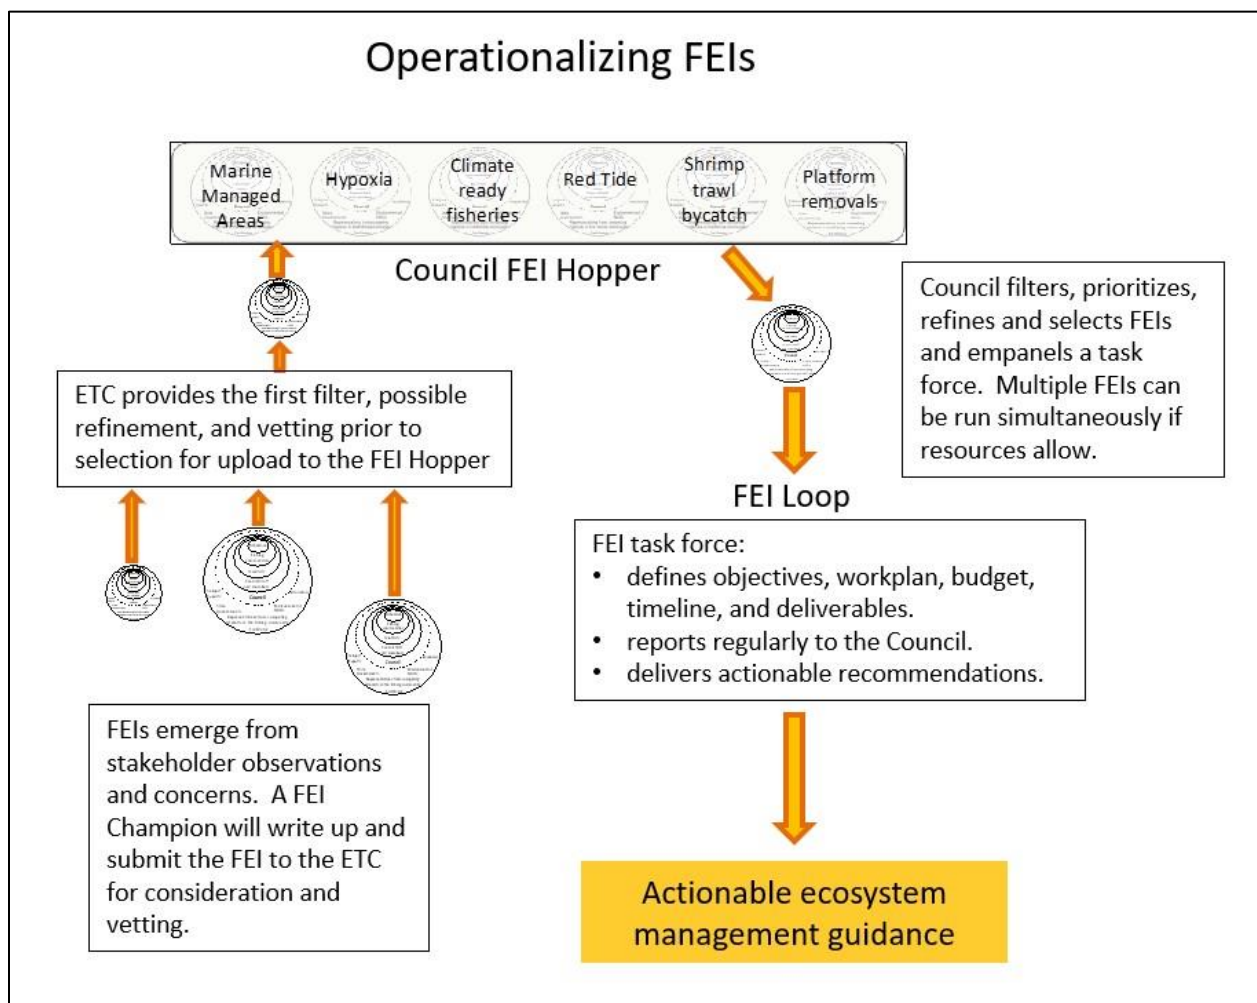 Operationalizing FEIs
Marine
Managed
Areas
Hypoxia
Climate
ready
fisheries
Red Tide
Shrimp
trawl
bycatch
Platform
removals
Council FEI Hopper
Council filters, prioritizes,
refines and selects FEIs
and empanels a task
force.  Multiple FEIs can
be run simultaneously if
resources allow.
ETC provides the first filter, possible
refinement, and vetting prior to
selection for upload to the FEI Hopper
FEI Loop
FEI task force:
• defines objectives, workplan, budget,
timeline, and deliverables.
• reports regularly to the Council.
• delivers actionable recommendations.
FEIs emerge from
stakeholder observations
and concerns.  A FEI
Champion will write up and
submit the FEI to the ETC
for consideration and
vetting.
Actionable ecosystem
management guidance